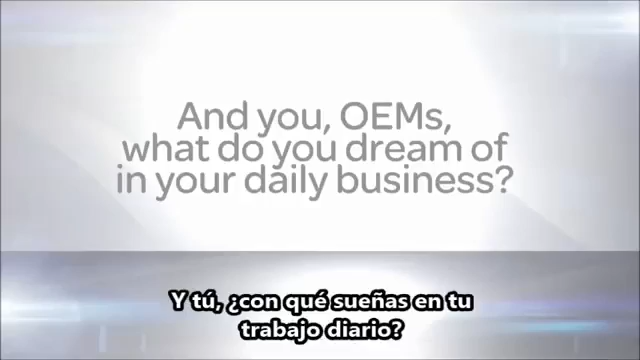 And you, OEMs,
what do you dream of
in your daily business?
Y tú, ¿con qué sueñas en tu
trabajo diario?